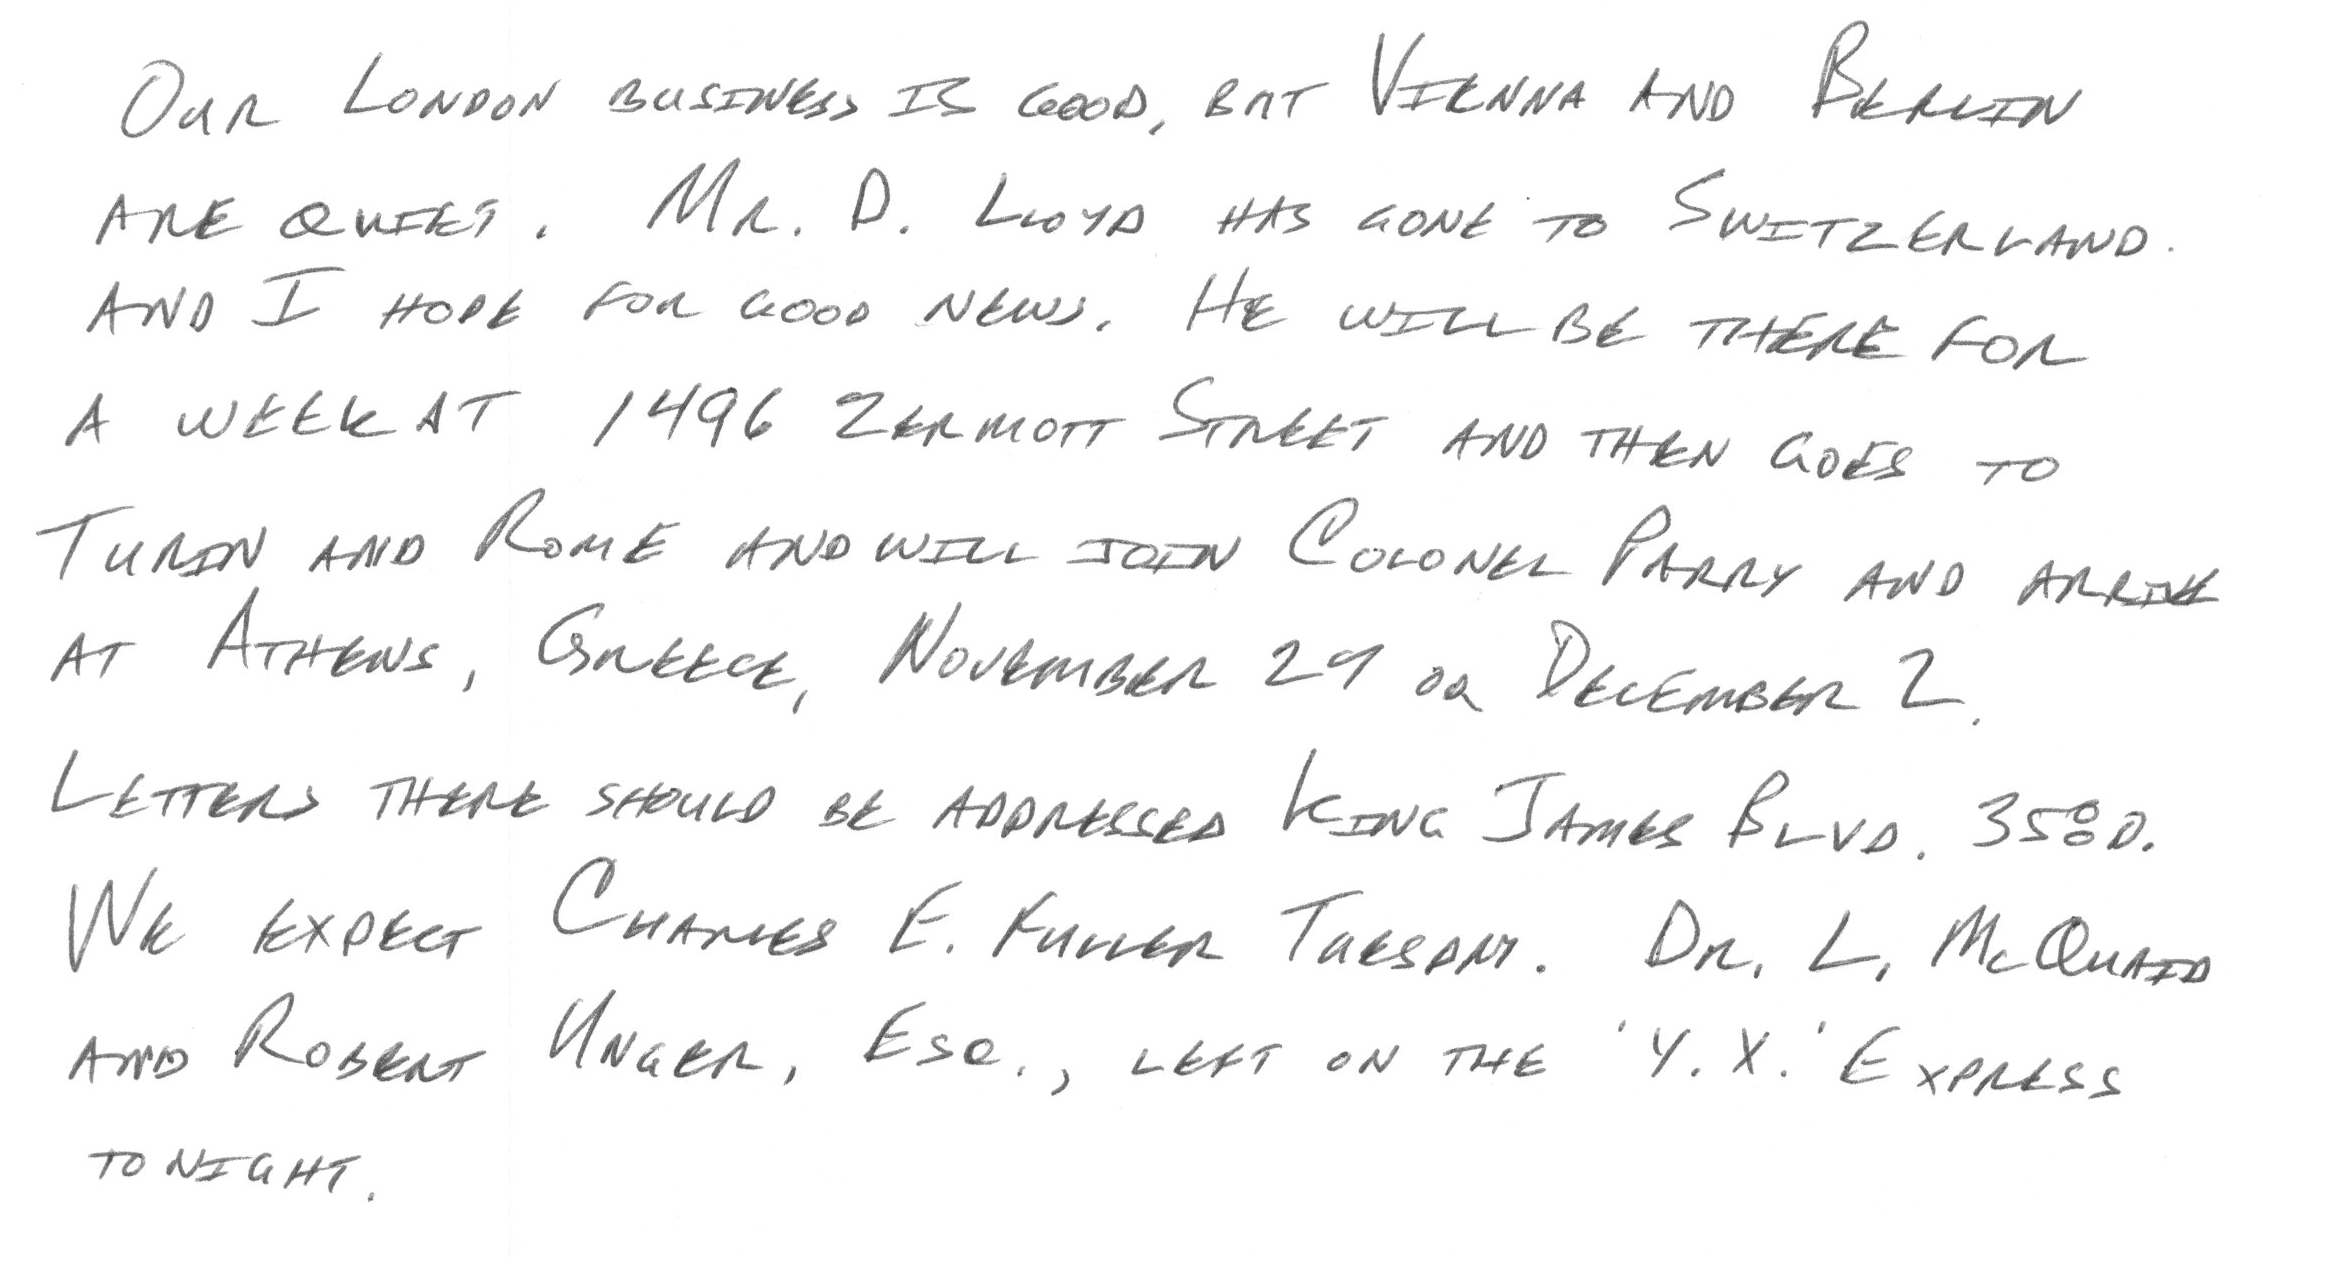 Our London business is good, but Vienna and Berlin
are quiet. Mr. D. Lloyd has gone to Switzerland.
and I hope for good news. He will be there for
a week at 1496 Zermott Street and then goes to
Turin and Rome and will join Colonel Parry and arrive
at Athens, Greece, November 29 or December 2.
Letters there should be addressed King James Blvd. 3580.
We expect Charles E. Fuller Tuesday. Dr. L. McQuaid
and Robert Unger, Esq., left on the 'Y. X.' Express
tonight.